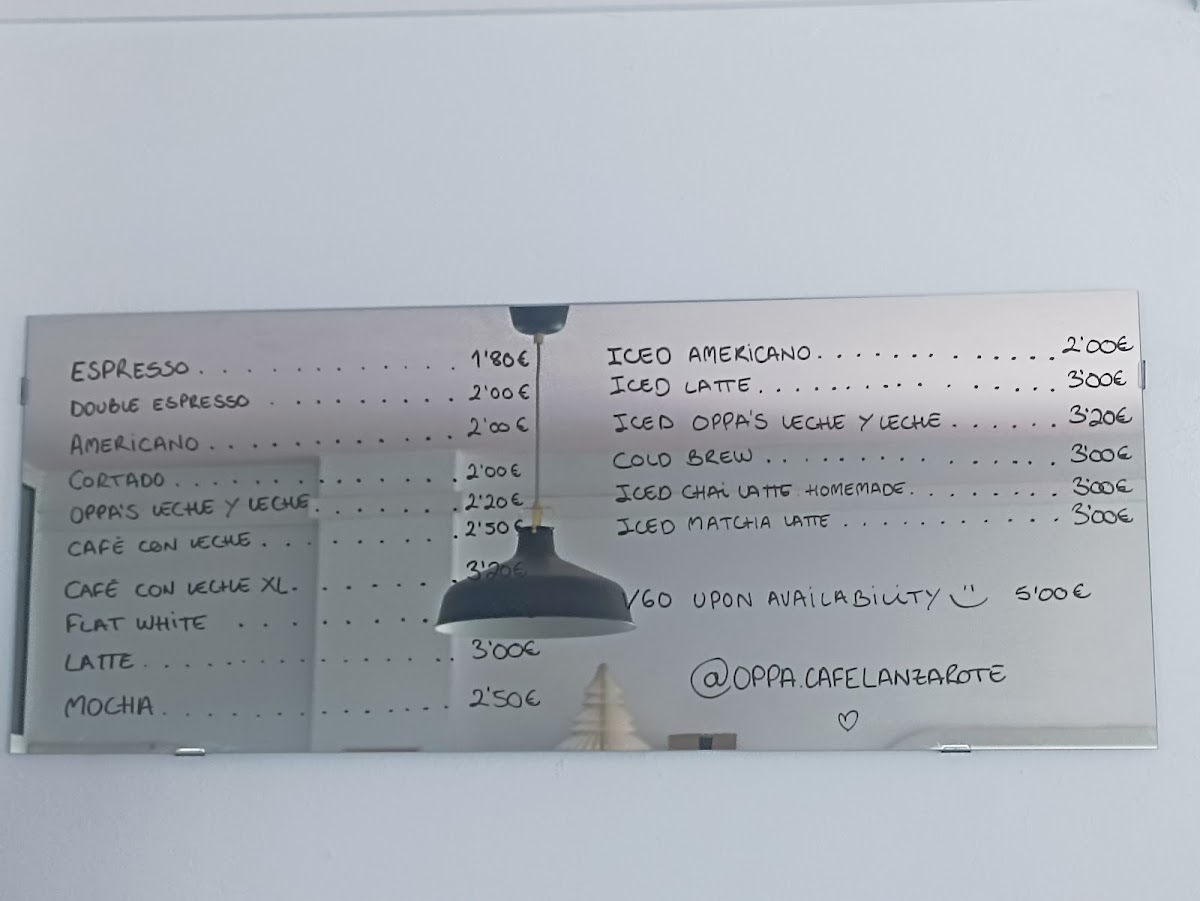 ESPRESSO. . . . . . . . . . . . . 1'80€
DOUBLE ESPRESSO . . . . . . . . . 2'00€
AMERICANO. . . . . . . . . . . . 2'00€
CORTADO. . . . . . . . . . . . . 2'00€
OPPA'S LECHE Y LECHE. . . . . . . 2'20€
CAFÉ CON LECHE . . . . . . . . . 2'50€
CAFÉ CON LECHE XL. . . . . . . 3'20€
FLAT WHITE . . . . . . .
LATTE. . . . . . . . . . . . . . 3'00€
MOCHA. . . . . . . . . . . . . 2'50€
ICED AMERICANO. . . . . . . . . . . . . 2'00€
ICED LATTE. . . . . . . . . . . . . . 3'00€
ICED OPPA'S LECHE Y LECHE . . . . . . 3'20€
COLD BREW . . . . . . . . . . . . . 3'00€
ICED CHAI LATTE HOMEMADE. . . . . . . . 3'00€
ICED MATCHA LATTE . . . . . . . . . . . 3'00€
V60 UPON AVAILABILITY 5'00€
@OPPA.CAFELANZAROTE
♡